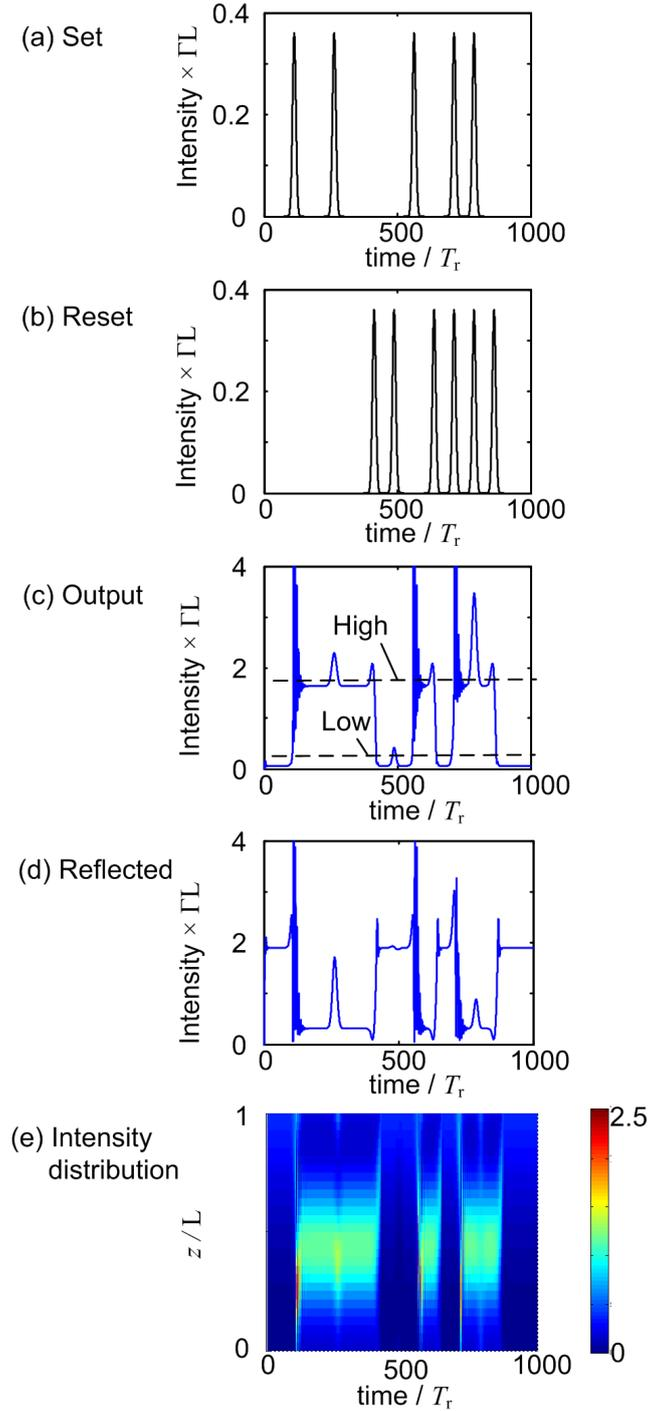 (a) Set
Intensity × ΓL
0.4
0.2
0
0
500
1000
time / Tr
(b) Reset
Intensity × ΓL
0.4
0.2
0
0
500
1000
time / Tr
(c) Output
Intensity × ΓL
4
2
0
High
Low
0
500
1000
time / Tr
(d) Reflected
Intensity × ΓL
4
2
0
0
500
1000
time / Tr
(e) Intensity
distribution
z / L
1
0
0
500
1000
time / Tr
2.5
0